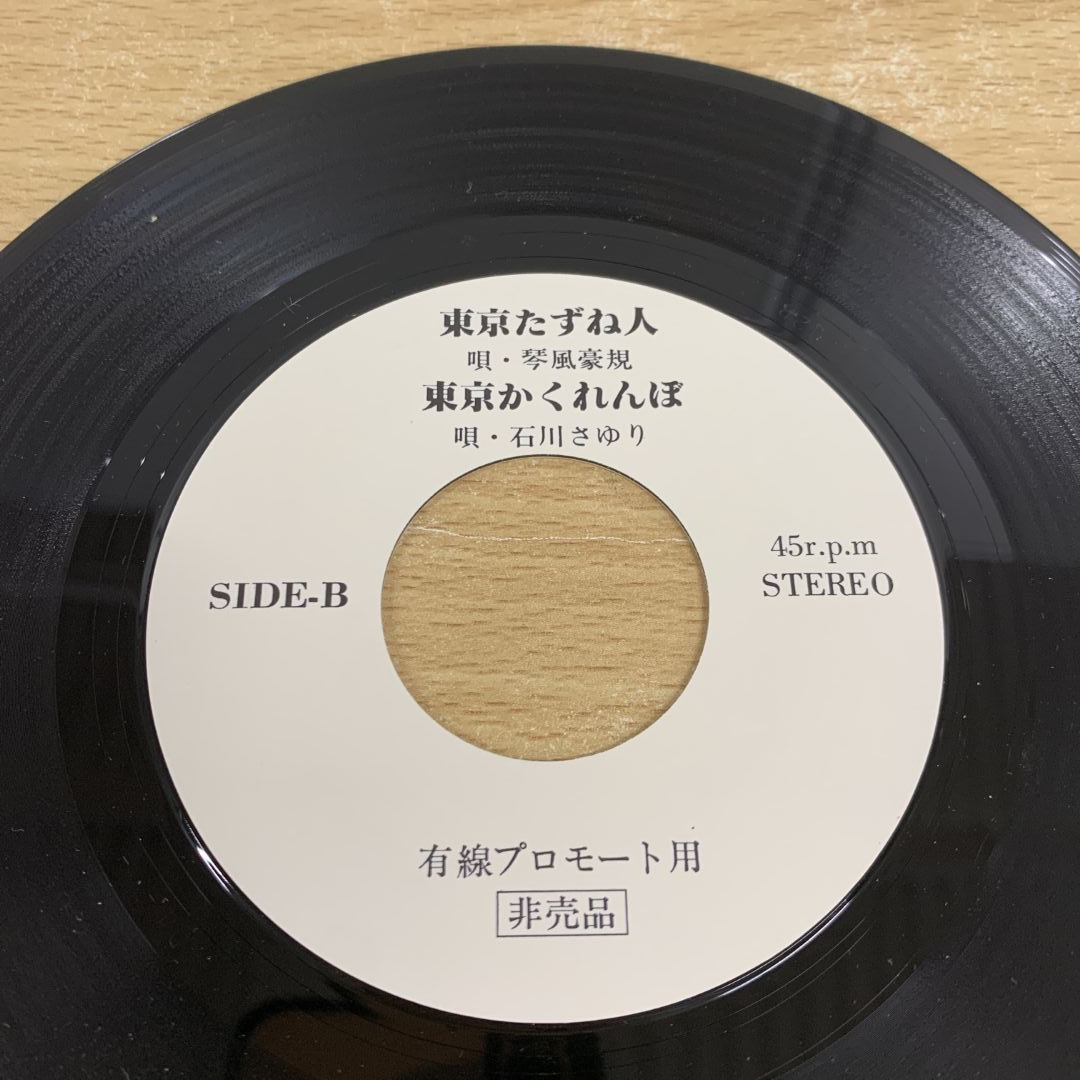 東京たずね人
唄・琴風豪規
東京かくれんぼ
唄・石川さゆり
SIDE-B
45r.p.m
STEREO
有線プロモート用
非売品